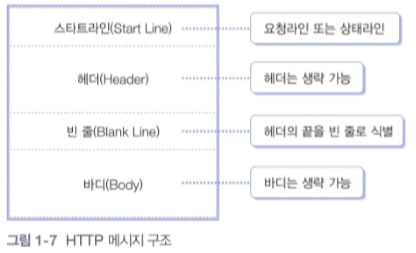 스타트라인(Start Line)
요청라인 또는 상태라인
헤더(Header)
헤더는 생략 가능
빈 줄(Blank Line)
헤더의 끝을 빈 줄로 식별
바디(Body)
바디는 생략 가능
그림 1-7 HTTP 메시지 구조